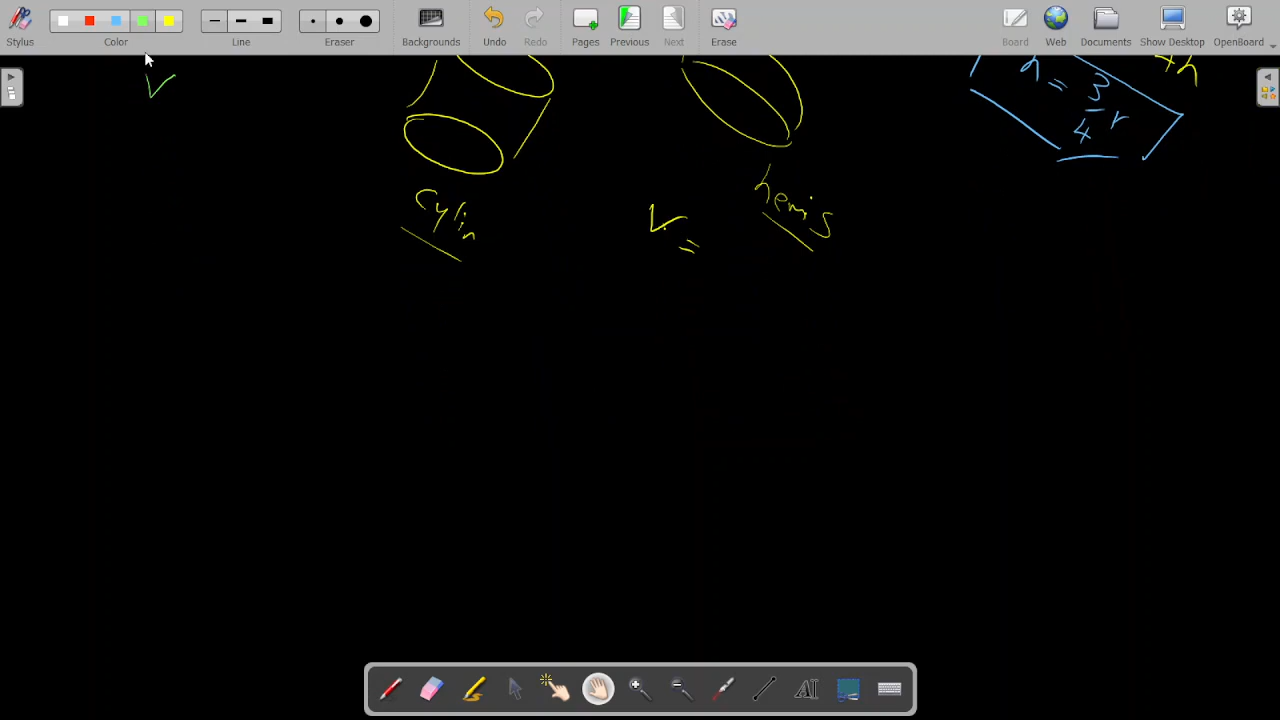 Stylus Color Line Eraser Backgrounds Undo Redo Pages Previous Next Erase Board Web Documents Show Desktop OpenBoard
V
h = 3/4 r
Cylin
V =
hemis
AI